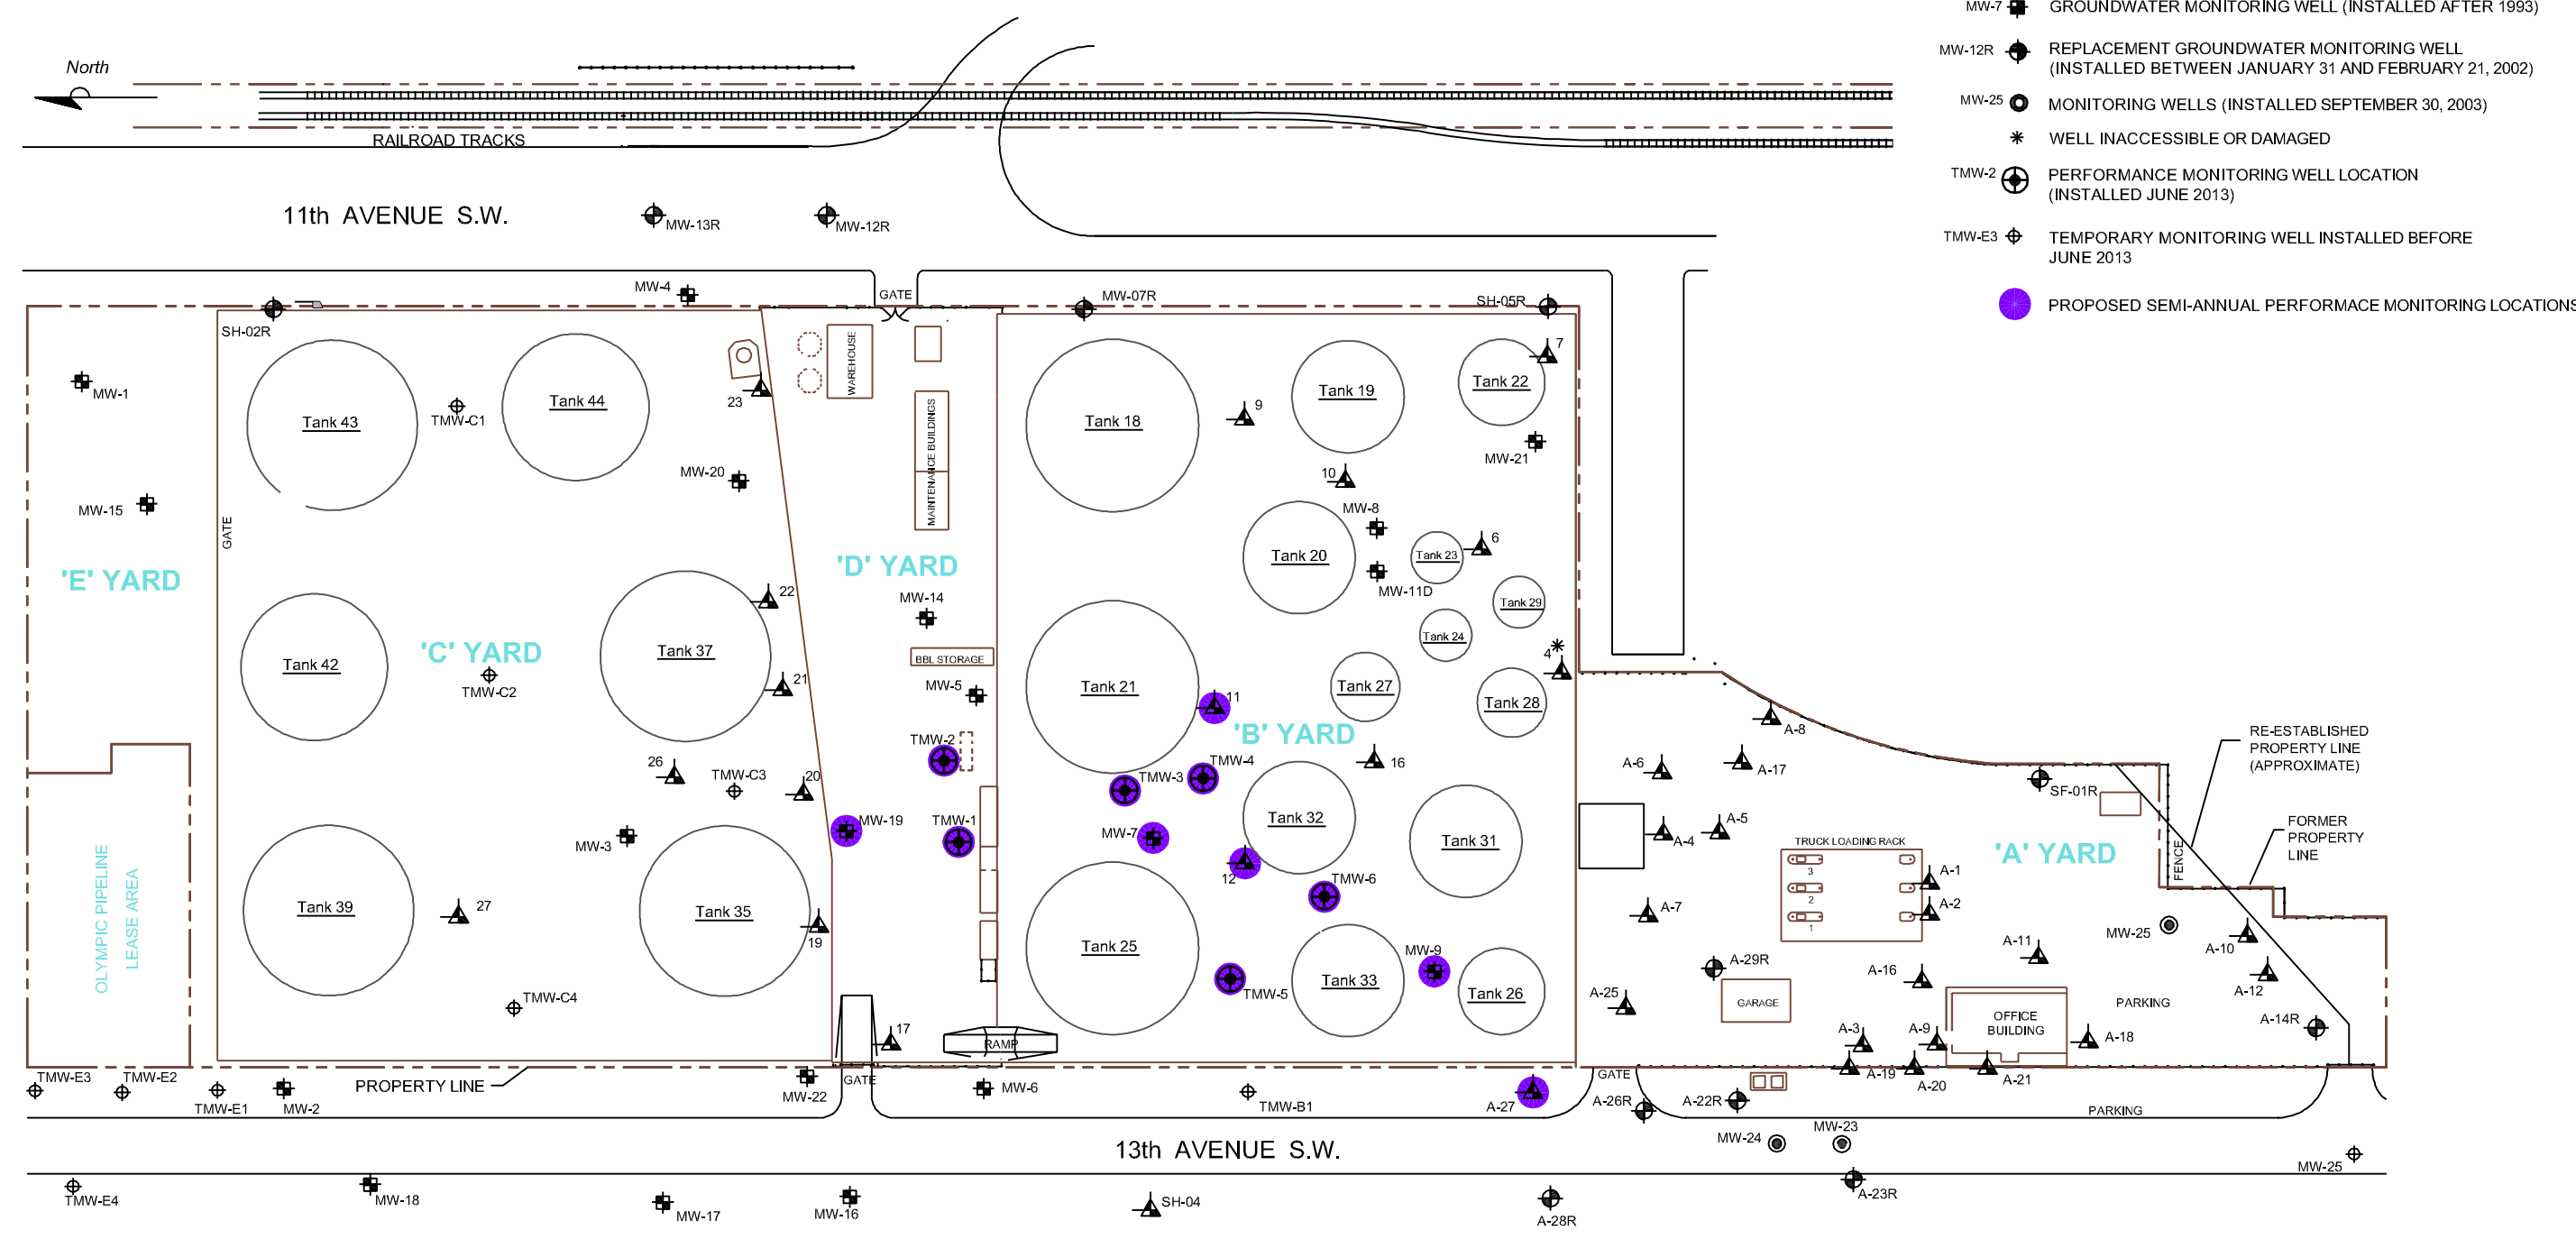 MW-7 GROUNDWATER MONITORING WELL (INSTALLED AFTER 1993)
MW-12R REPLACEMENT GROUNDWATER MONITORING WELL
(INSTALLED BETWEEN JANUARY 31 AND FEBRUARY 21, 2002)
MW-25 MONITORING WELLS (INSTALLED SEPTEMBER 30, 2003)
WELL INACCESSIBLE OR DAMAGED
TMW-2 PERFORMANCE MONITORING WELL LOCATION
(INSTALLED JUNE 2013)
TMW-E3 TEMPORARY MONITORING WELL INSTALLED BEFORE
JUNE 2013
PROPOSED SEMI-ANNUAL PERFORMACE MONITORING LOCATIONS
North
RAILROAD TRACKS
11th AVENUE S.W.
MW-13R
MW-12R
MW-4
GATE
MW-07R
SH-05R
SH-02R
MW-1
MW-15
'E' YARD
OLYMPIC PIPELINE
LEASE AREA
GATE
Tank 43
TMW-C1
Tank 44
23
MW-20
Tank 42
'C' YARD
TMW-C2
Tank 37
22
21
26
TMW-C3
20
MW-3
Tank 39
27
Tank 35
19
TMW-C4
WAREHOUSE
MAINTENANCE BUILDINGS
'D' YARD
MW-14
BBL STORAGE
MW-5
TMW-2
MW-19
TMW-1
17
RAMP
GATE
Tank 18
9
Tank 19
Tank 22
7
10
MW-21
MW-8
Tank 20
Tank 23
6
MW-11D
Tank 29
Tank 24
4
Tank 21
11
Tank 27
Tank 28
'B' YARD
TMW-3
TMW-4
16
MW-7
Tank 32
Tank 31
12
TMW-6
Tank 25
MW-9
TMW-5
Tank 33
Tank 26
A-8
A-6
A-17
A-4
A-5
A-7
SF-01R
RE-ESTABLISHED
PROPERTY LINE
(APPROXIMATE)
FORMER
PROPERTY
LINE
FENCE
TRUCK LOADING RACK
3
2
1
'A' YARD
A-1
A-2
MW-25
A-10
A-11
A-12
A-29R
A-16
A-25
GARAGE
OFFICE
BUILDING
PARKING
A-14R
A-3
A-9
A-18
A-19
A-20
A-21
GATE
TMW-E3
TMW-E2
TMW-E1
MW-2
PROPERTY LINE
MW-22
MW-6
TMW-B1
A-27
A-26R
A-22R
PARKING
MW-24
MW-23
13th AVENUE S.W.
MW-25
TMW-E4
MW-18
MW-17
MW-16
SH-04
A-28R
A-23R